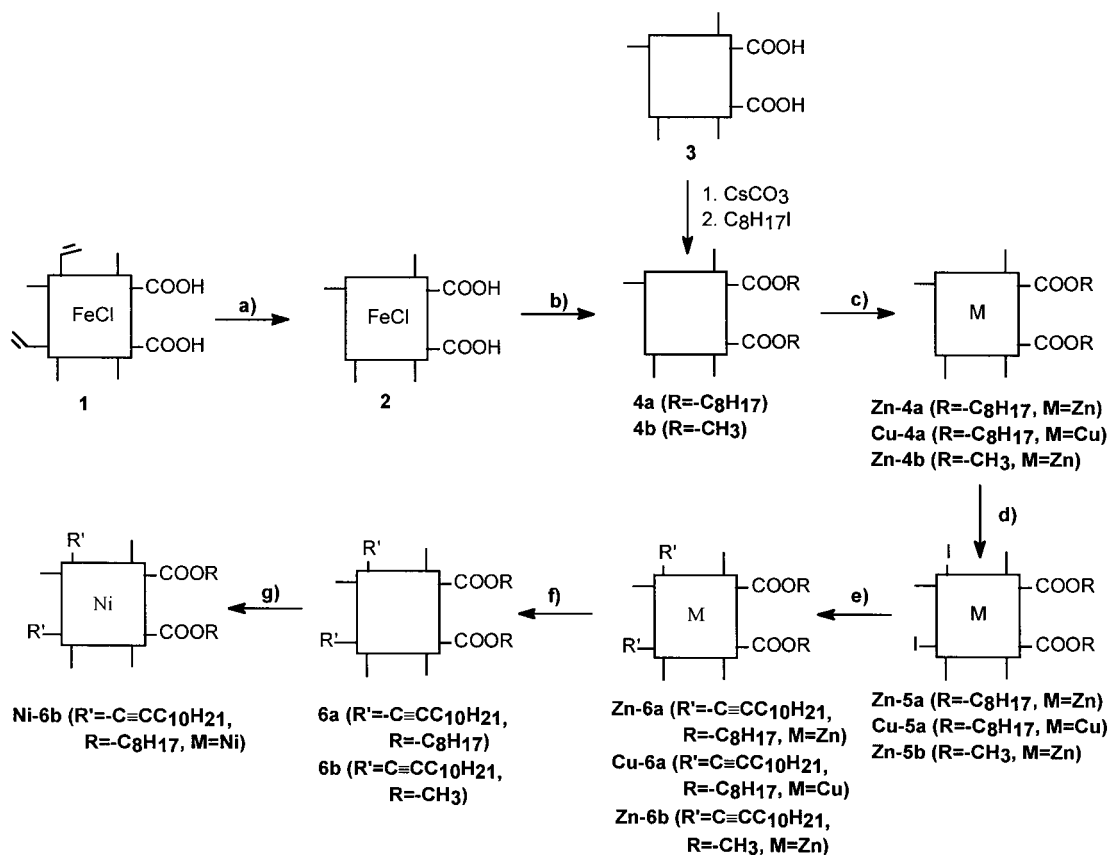 COOH
COOH
3
1. CsCO3
2. C8H17I
FeCl
COOH
COOH
1
a)
FeCl
COOH
COOH
2
b)
COOR
COOR
4a (R=-C8H17)
4b (R=-CH3)
c)
M
COOR
COOR
Zn-4a (R=-C8H17, M=Zn)
Cu-4a (R=-C8H17, M=Cu)
Zn-4b (R=-CH3, M=Zn)
d)
I
I
M
COOR
COOR
Zn-5a (R=-C8H17, M=Zn)
Cu-5a (R=-C8H17, M=Cu)
Zn-5b (R=-CH3, M=Zn)
e)
R'
R'
M
COOR
COOR
Zn-6a (R'=-C≡CC10H21,
R=-C8H17, M=Zn)
Cu-6a (R'=C≡CC10H21,
R=-C8H17, M=Cu)
Zn-6b (R'=C≡CC10H21,
R=-CH3, M=Zn)
f)
R'
R'
COOR
COOR
6a (R'=-C≡CC10H21,
R=-C8H17)
6b (R'=C≡CC10H21,
R=-CH3)
g)
R'
R'
Ni
COOR
COOR
Ni-6b (R'=-C≡CC10H21,
R=-C8H17, M=Ni)